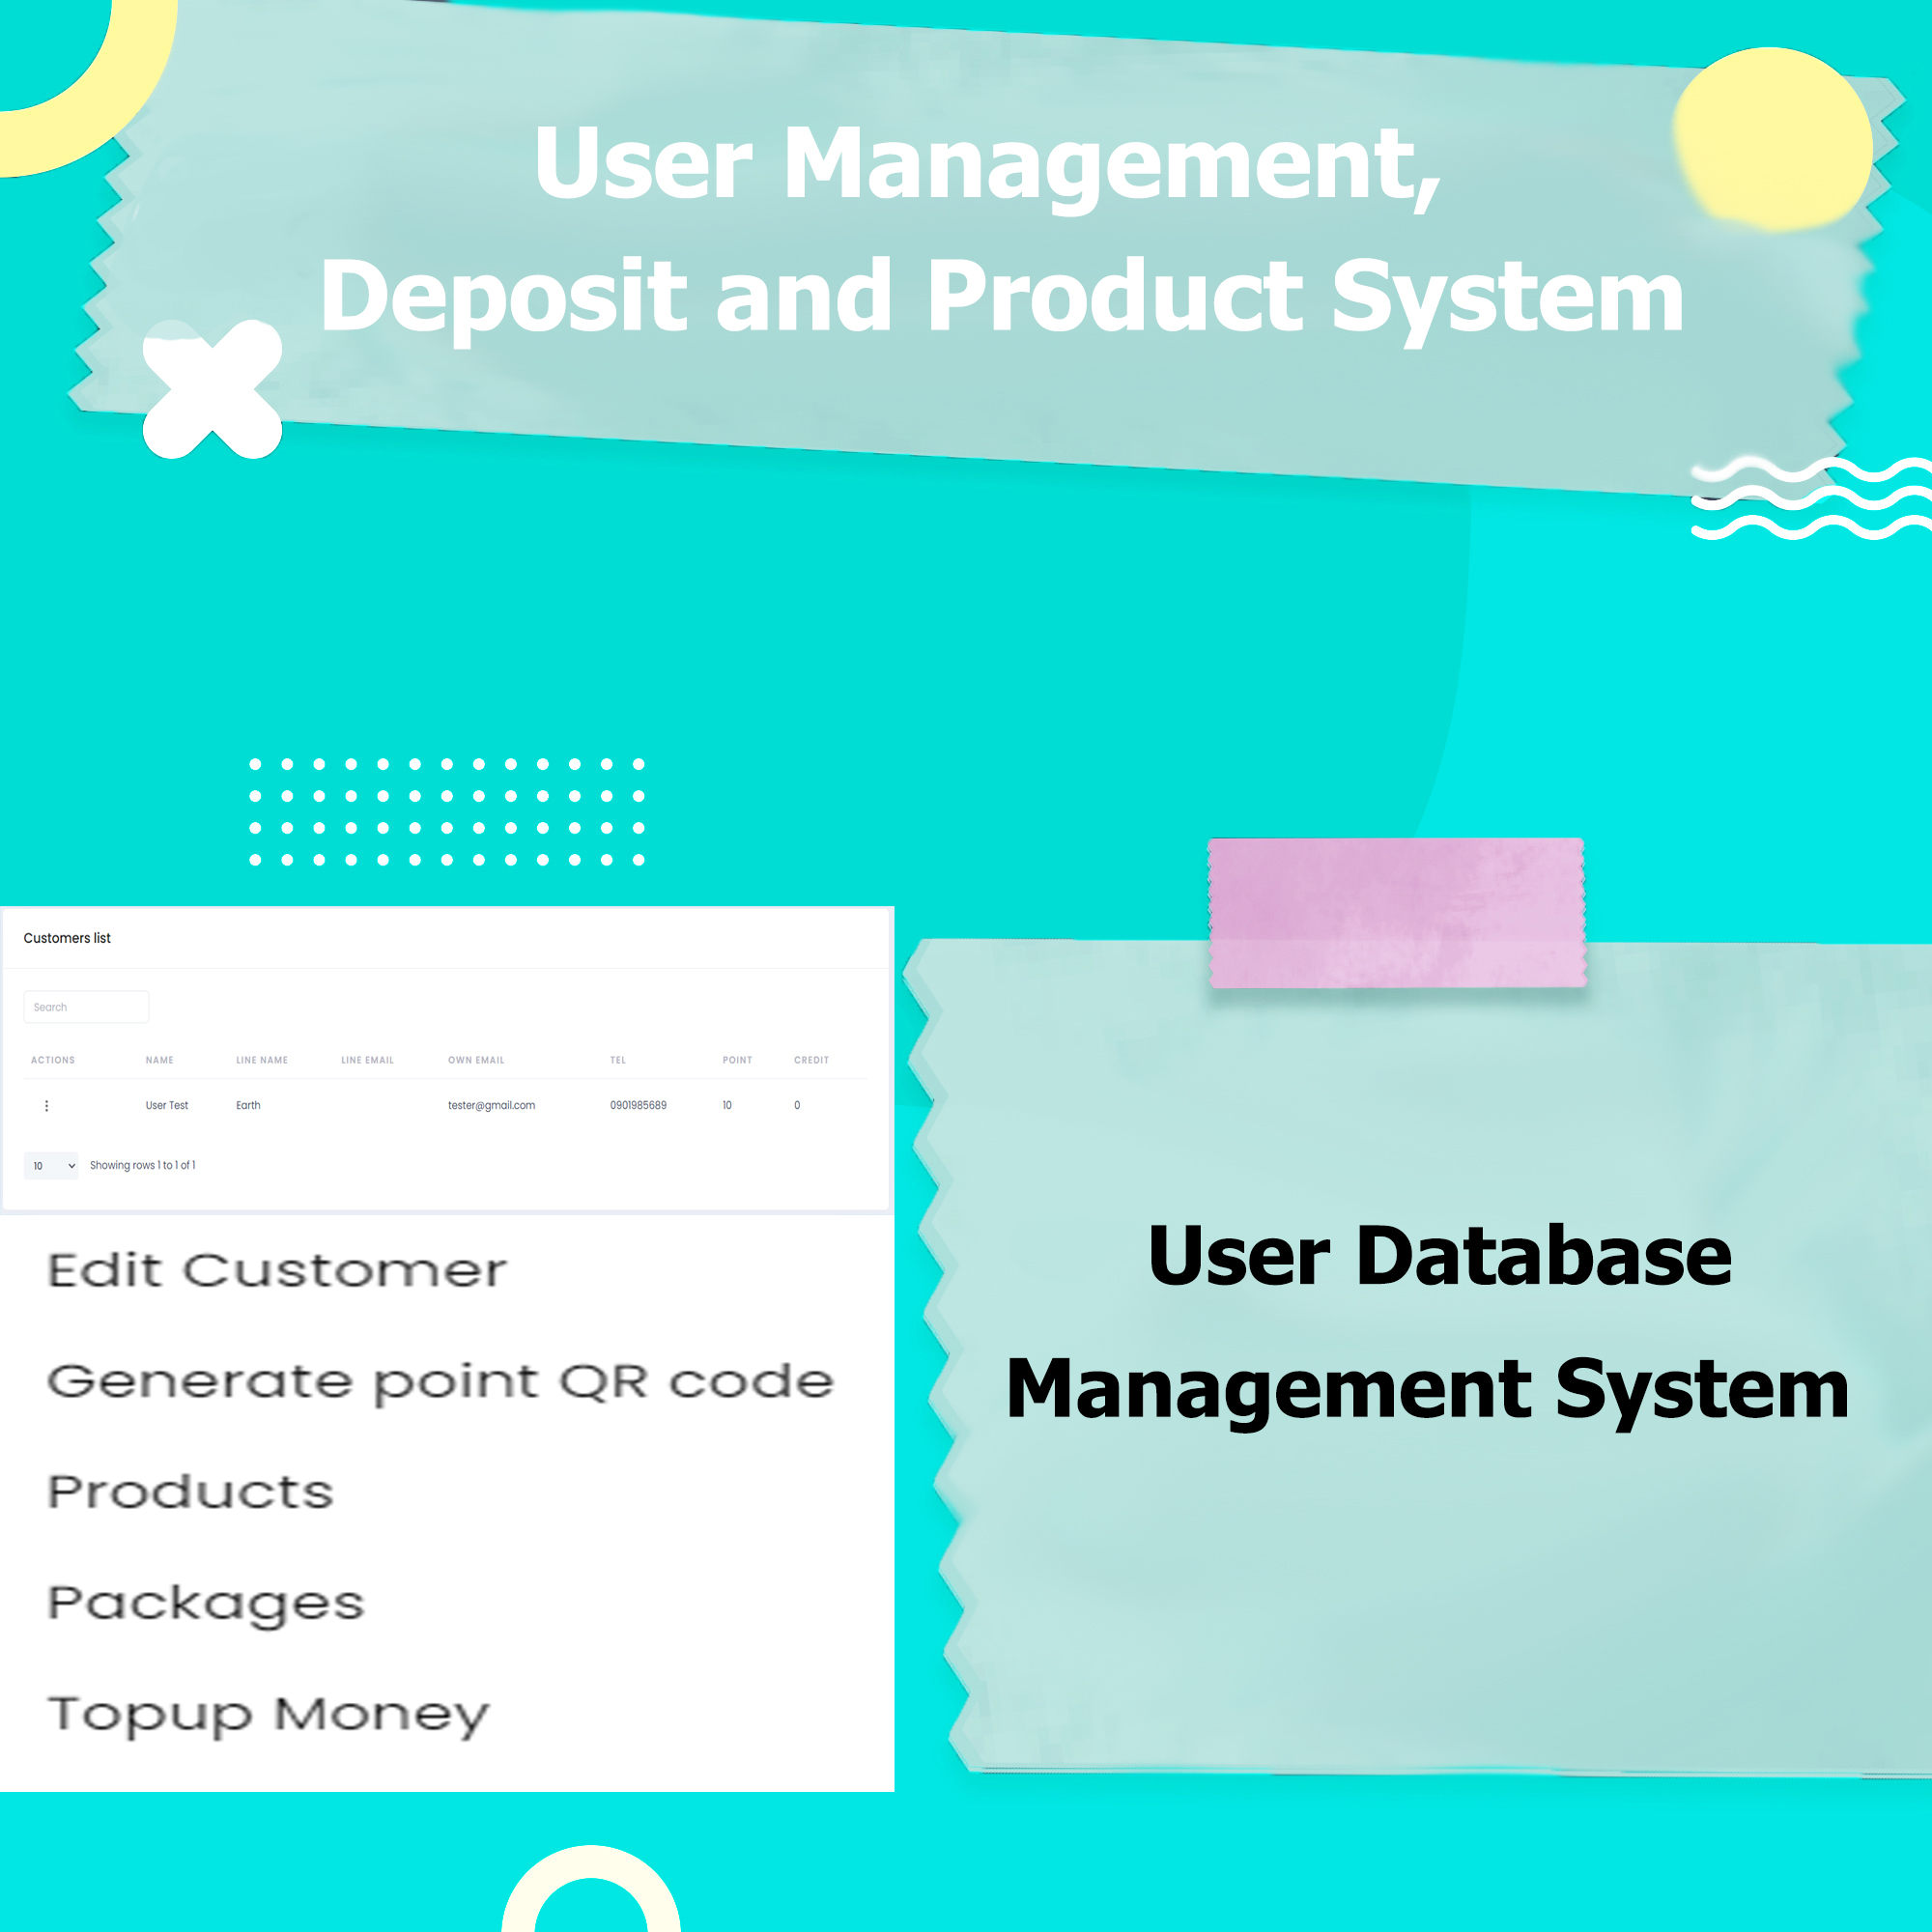 User Management,
Deposit and Product System
Customers list
Search
ACTIONS NAME LINE NAME LINE EMAIL OWN EMAIL TEL POINT CREDIT
User Test Earth tester@gmail.com 0901985689 10 0
10 Showing rows 1 to 1 of 1
Edit Customer
Generate point QR code
Products
Packages
Topup Money
User Database
Management System